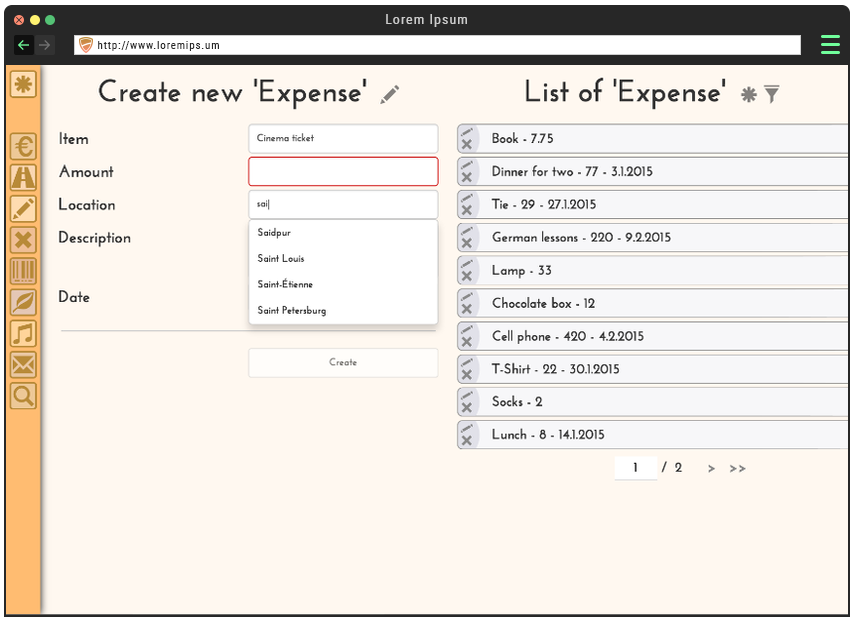 Lorem Ipsum
http://www.loremips.um
Create new 'Expense'
Item
Cinema ticket
Amount
Location
sai
Description
Saidpur
Saint Louis
Saint-Étienne
Saint Petersburg
Date
Create
List of 'Expense'
Book - 7.75
Dinner for two - 77 - 3.1.2015
Tie - 29 - 27.1.2015
German lessons - 220 - 9.2.2015
Lamp - 33
Chocolate box - 12
Cell phone - 420 - 4.2.2015
T-Shirt - 22 - 30.1.2015
Socks - 2
Lunch - 8 - 14.1.2015
1 / 2 > >>